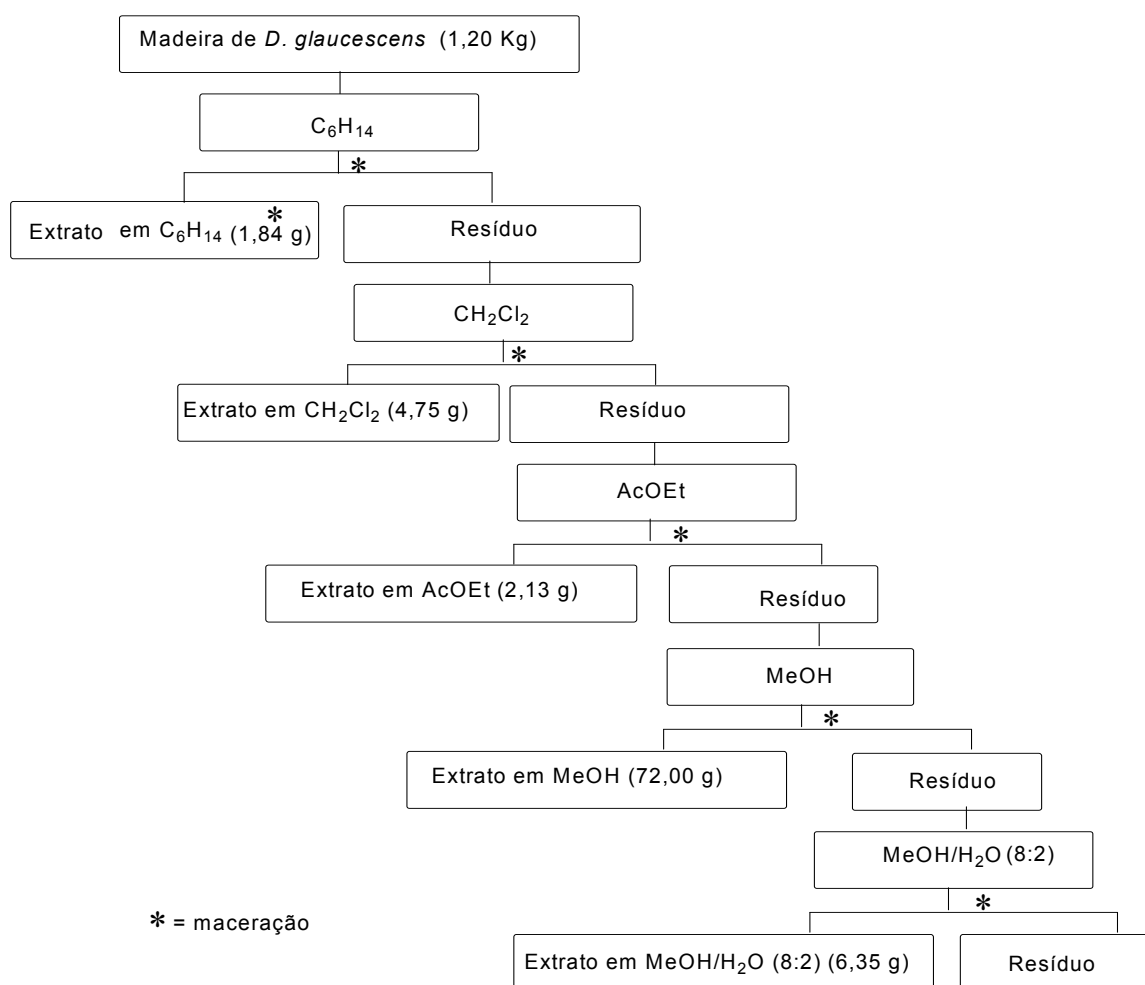 Madeira de D. glaucescens (1,20 Kg)
C₆H₁₄
*
Extrato em C₆H₁₄ (1,84 g)
*
Resíduo
CH₂Cl₂
*
Extrato em CH₂Cl₂ (4,75 g)
Resíduo
AcOEt
*
Extrato em AcOEt (2,13 g)
Resíduo
MeOH
*
Extrato em MeOH (72,00 g)
Resíduo
MeOH/H₂O (8:2)
*
* = maceração
Extrato em MeOH/H₂O (8:2) (6,35 g)
Resíduo